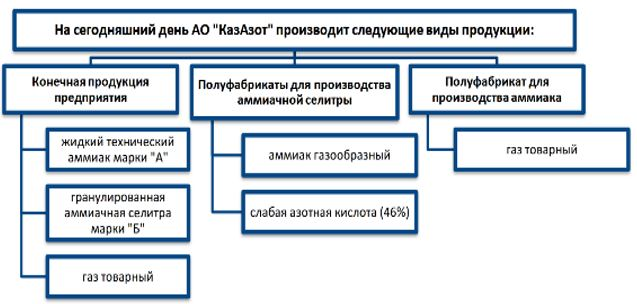 На сегодняшний день АО "КазАзот" производит следующие виды продукции:
Конечная продукция
предприятия
жидкий технический
аммиак марки "А"
гранулированная
аммиачная селитра
марки "Б"
газ товарный
Полуфабрикаты для производства
аммиачной селитры
аммиак газообразный
слабая азотная кислота (46%)
Полуфабрикат для
производства аммиака
газ товарный